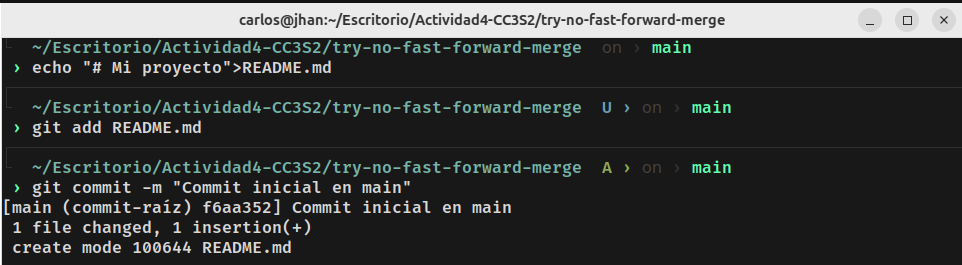 carlos@jhan:~/Escritorio/Actividad4-CC3S2/try-no-fast-forward-merge
~/Escritorio/Actividad4-CC3S2/try-no-fast-forward-merge on › main
› echo "# Mi proyecto">README.md
~/Escritorio/Actividad4-CC3S2/try-no-fast-forward-merge U › on › main
› git add README.md
~/Escritorio/Actividad4-CC3S2/try-no-fast-forward-merge A › on › main
› git commit -m "Commit inicial en main"
[main (commit-raíz) f6aa352] Commit inicial en main
1 file changed, 1 insertion(+)
create mode 100644 README.md